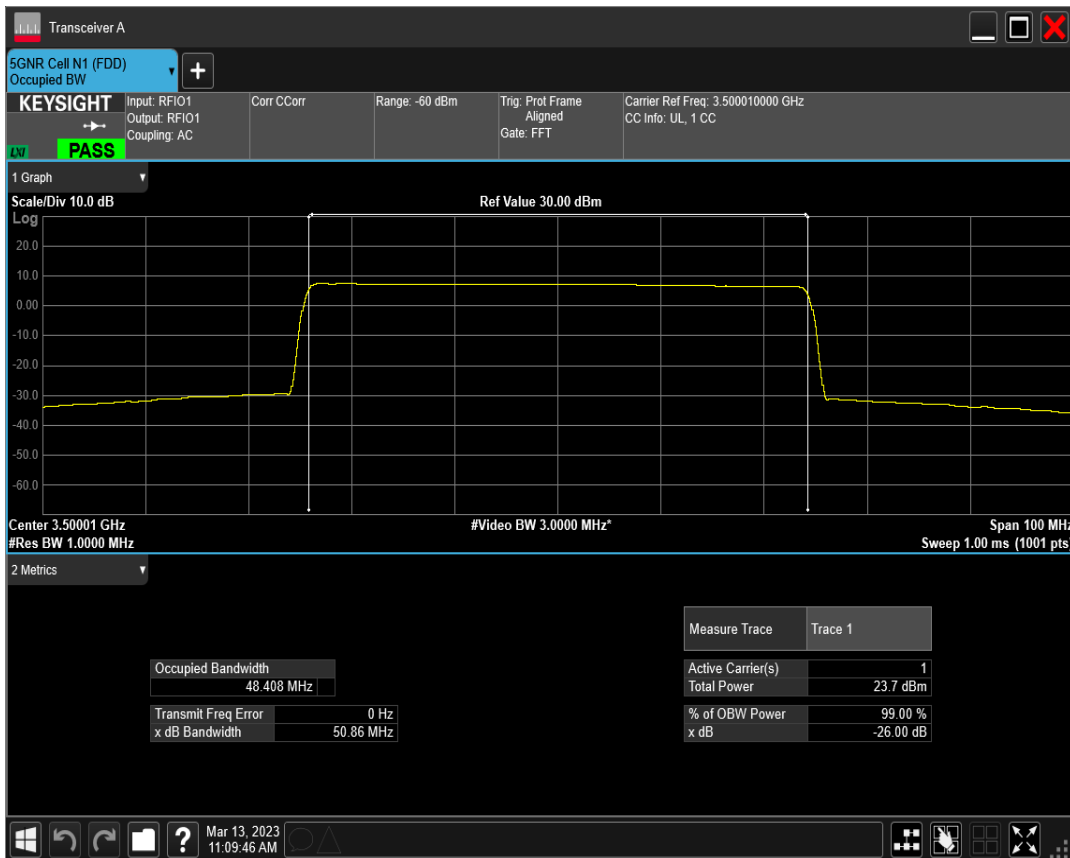 Transceiver A
5GNR Cell N1 (FDD)
Occupied BW
+
KEYSIGHT
LXI
PASS
Input: RFIO1
Output: RFIO1
Coupling: AC
Corr CCorr
Range: -60 dBm
Trig: Prot Frame
Aligned
Gate: FFT
Carrier Ref Freq: 3.500010000 GHz
CC Info: UL, 1 CC
1 Graph
Scale/Div 10.0 dB
Ref Value 30.00 dBm
Log
20.0
10.0
0.00
-10.0
-20.0
-30.0
-40.0
-50.0
-60.0
Center 3.50001 GHz
#Video BW 3.0000 MHz*
Span 100 MHz
#Res BW 1.0000 MHz
Sweep 1.00 ms (1001 pts)
2 Metrics
Measure Trace Trace 1
Occupied Bandwidth
48.408 MHz
Active Carrier(s) 1
Total Power 23.7 dBm
Transmit Freq Error 0 Hz
x dB Bandwidth 50.86 MHz
% of OBW Power 99.00 %
x dB -26.00 dB
?
Mar 13, 2023
11:09:46 AM